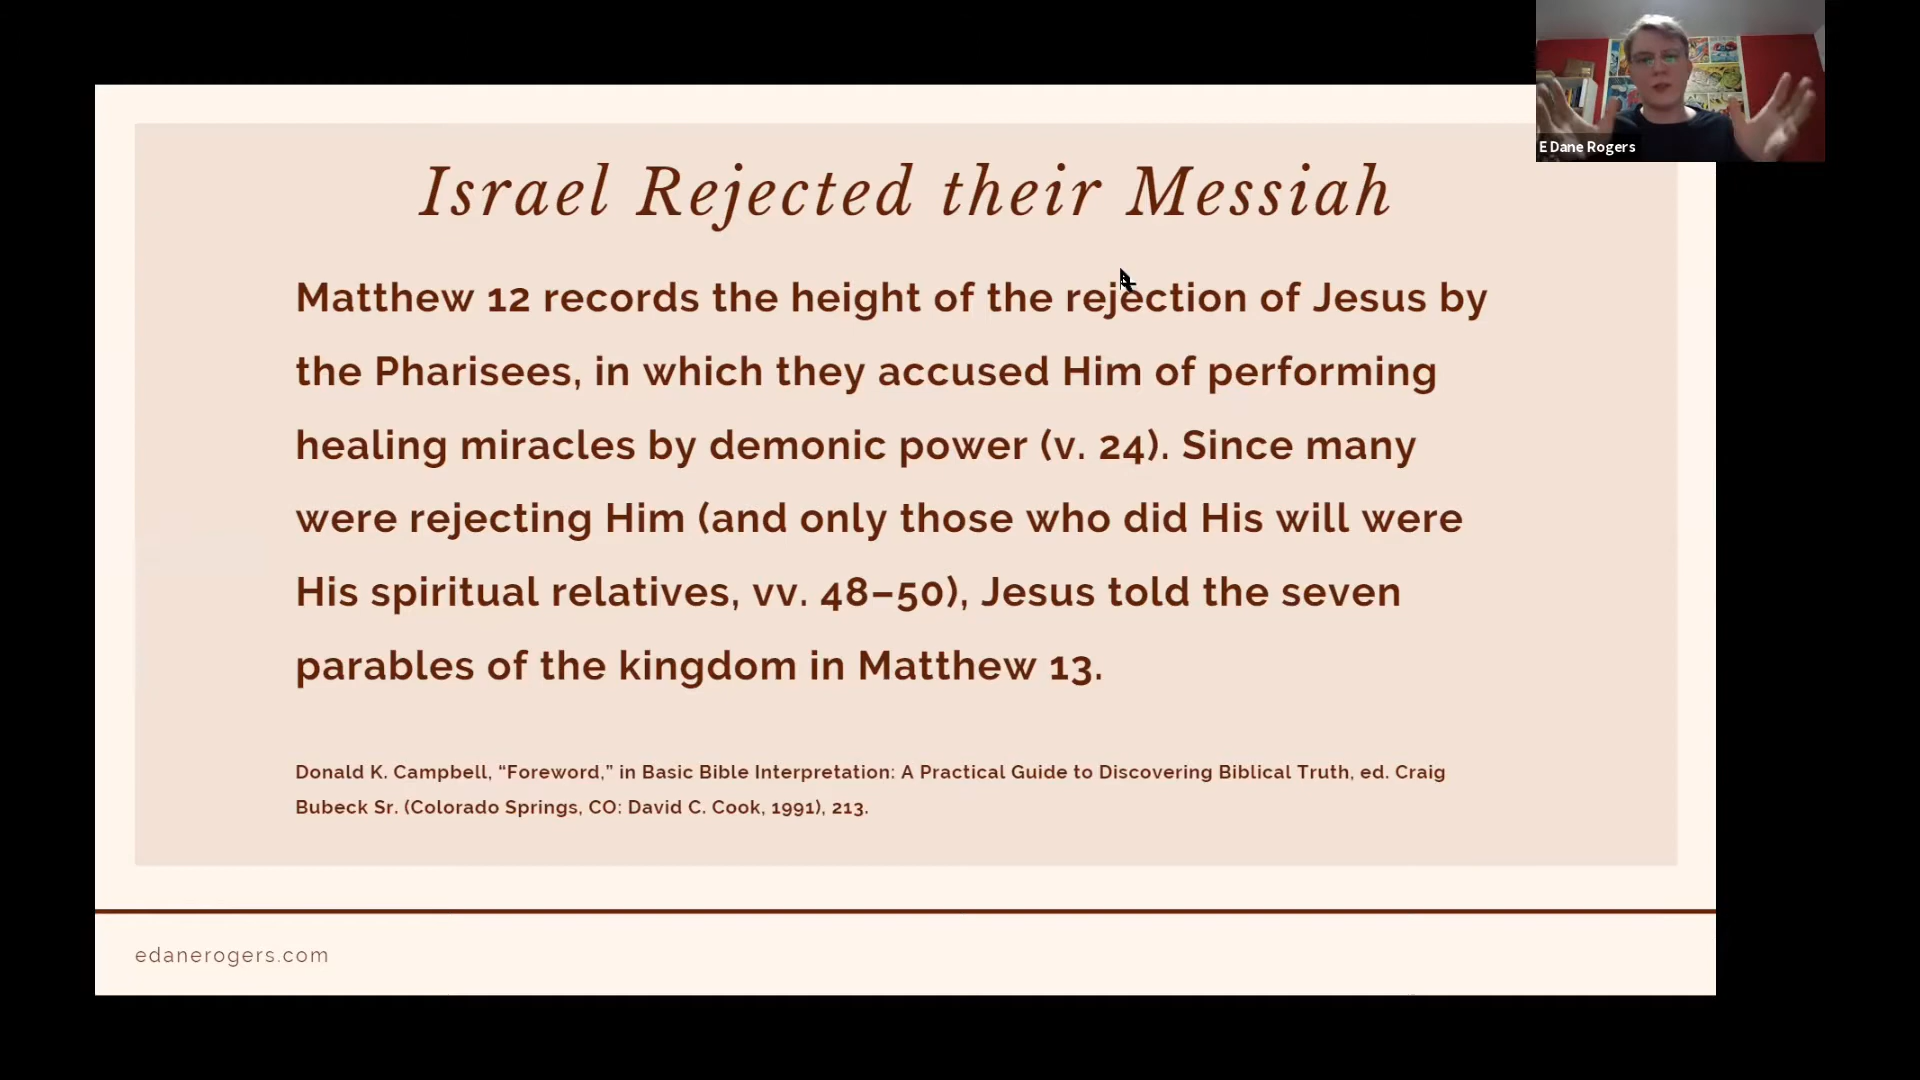 Israel Rejected their Messiah
Matthew 12 records the height of the rejection of Jesus by
the Pharisees, in which they accused Him of performing
healing miracles by demonic power (v. 24). Since many
were rejecting Him (and only those who did His will were
His spiritual relatives, vv. 48–50), Jesus told the seven
parables of the kingdom in Matthew 13.
Donald K. Campbell, “Foreword,” in Basic Bible Interpretation: A Practical Guide to Discovering Biblical Truth, ed. Craig
Bubeck Sr. (Colorado Springs, CO: David C. Cook, 1991), 213.
edanerogers.com
E Dane Rogers